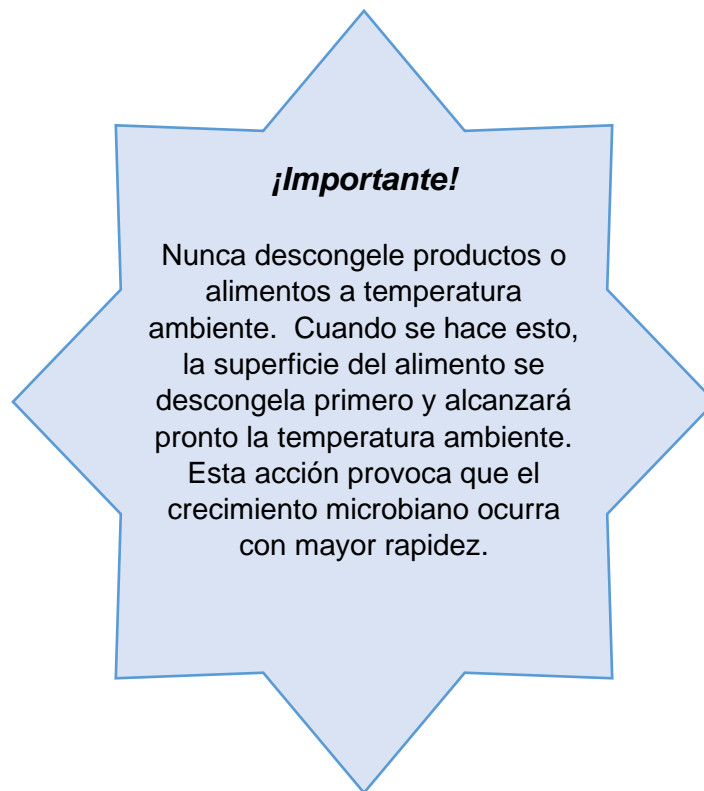 ¡Importante!
Nunca descongele productos o
alimentos a temperatura
ambiente.  Cuando se hace esto,
la superficie del alimento se
descongela primero y alcanzará
pronto la temperatura ambiente.
Esta acción provoca que el
crecimiento microbiano ocurra
con mayor rapidez.